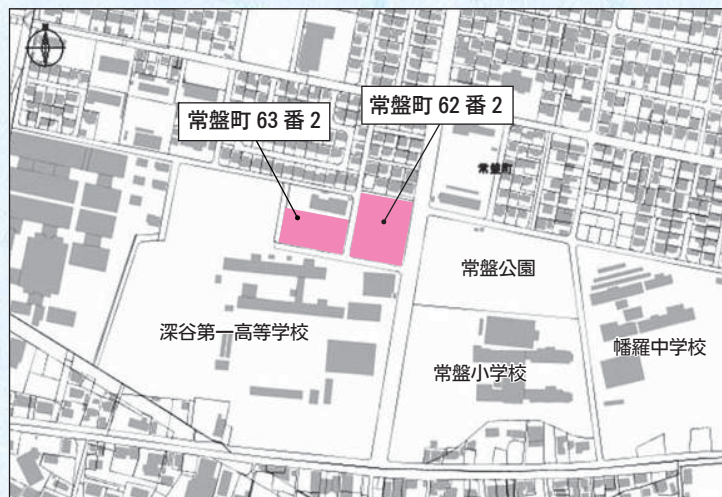 常盤町 63 番 2
常盤町 62 番 2
常盤町
常盤公園
深谷第一高等学校
常盤小学校
幡羅中学校